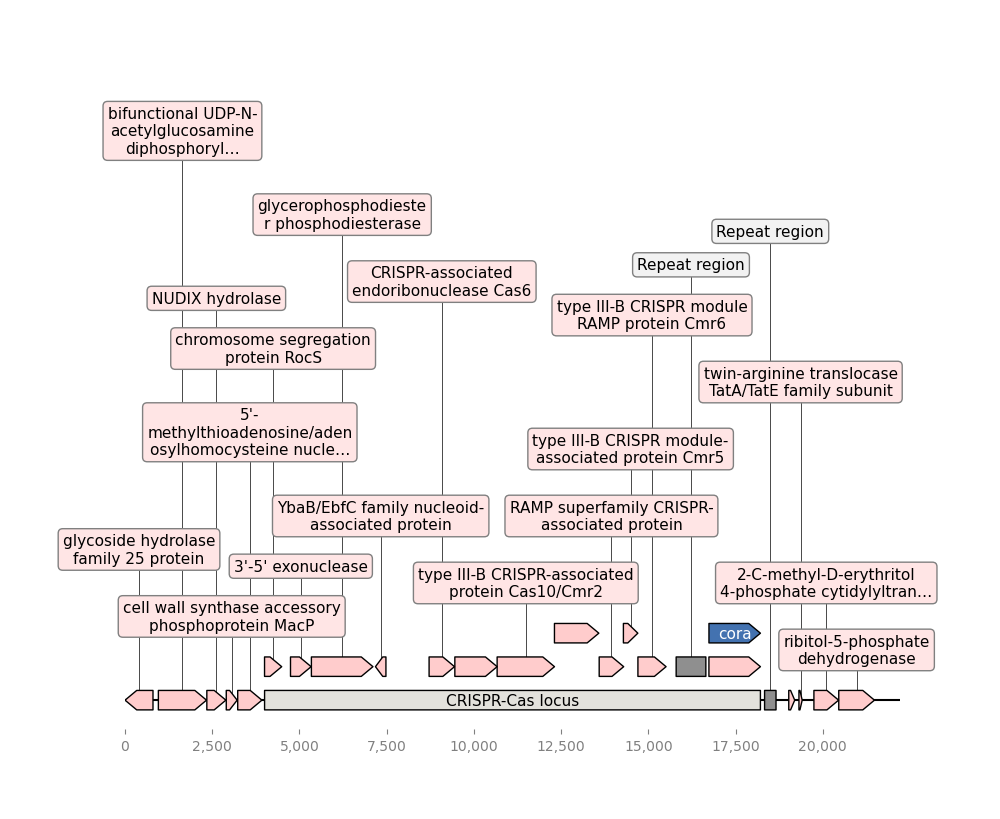 bifunctional UDP-N-
acetylglucosamine
diphosphoryl…
glycerophosphodieste
r phosphodiesterase
Repeat region
Repeat region
CRISPR-associated
endoribonuclease Cas6
NUDIX hydrolase
type III-B CRISPR module
RAMP protein Cmr6
chromosome segregation
protein RocS
twin-arginine translocase
TatA/TatE family subunit
5'-
methylthioadenosine/aden
osylhomocysteine nucle…
type III-B CRISPR module-
associated protein Cmr5
YbaB/EbfC family nucleoid-
associated protein
RAMP superfamily CRISPR-
associated protein
glycoside hydrolase
family 25 protein
3'-5' exonuclease
type III-B CRISPR-associated
protein Cas10/Cmr2
2-C-methyl-D-erythritol
4-phosphate cytidylyltran…
cell wall synthase accessory
phosphoprotein MacP
cora
ribitol-5-phosphate
dehydrogenase
CRISPR-Cas locus
0 2,500 5,000 7,500 10,000 12,500 15,000 17,500 20,000